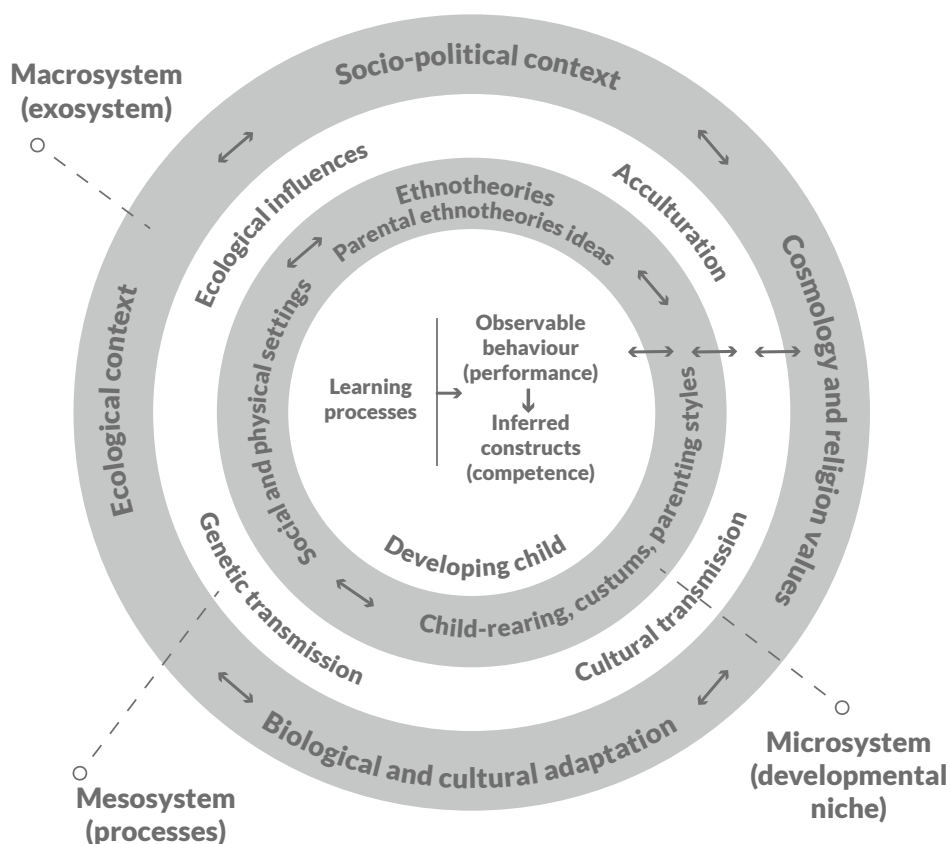 Socio-political context
Macrosystem
(exosystem)
Ecological influences
Acculturation
Ethnotheories
Parental ethnotheories ideas
Ecological context
Cosmology and religion values
Social and physical settings
Observable
behaviour
(performance)
Learning
processes
Inferred
constructs
(competence)
Developing child
Child-rearing, custums, parenting styles
Genetic transmission
Cultural transmission
Biological and cultural adaptation
Microsystem
(developmental
niche)
Mesosystem
(processes)